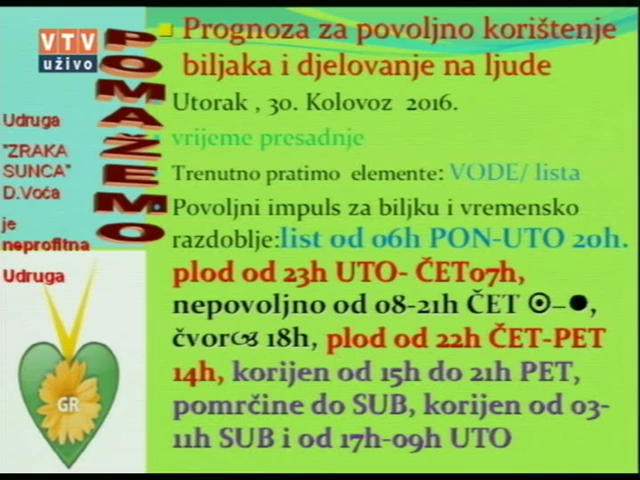 VTV
uživo
POMAŽEMO
Udruga
"ZRAKA
SUNCA"
D.Voća
je
neprofitna
Udruga
GR
Prognoza za povoljno korištenje
biljaka i djelovanje na ljude
Utorak , 30. Kolovoz 2016.
vrijeme presadnje
Trenutno pratimo elemente: VODE/ lista
Povoljni impuls za biljku i vremensko
razdoblje:list od 06h PON-UTO 20h.
plod od 23h UTO- ČET07h,
nepovoljno od 08-21h ČET ☉–●,
čvor☊ 18h, plod od 22h ČET-PET
14h, korijen od 15h do 21h PET,
pomrčine do SUB, korijen od 03-
11h SUB i od 17h-09h UTO